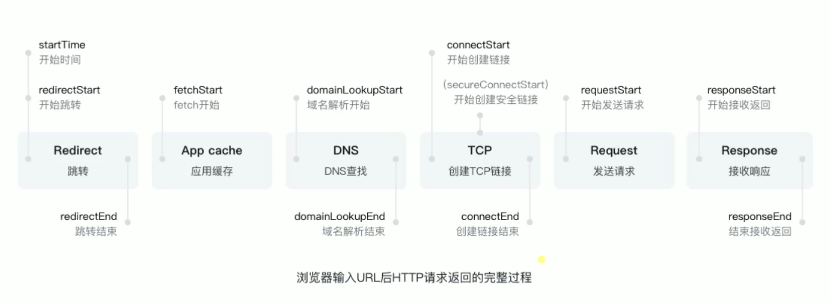 startTime
开始时间
redirectStart
开始跳转
fetchStart
fetch开始
domainLookupStart
域名解析开始
connectStart
开始创建链接
(secureConnectStart)
开始创建安全链接
requestStart
开始发送请求
responseStart
开始接收返回
Redirect
跳转
App cache
应用缓存
DNS
DNS查找
TCP
创建TCP链接
Request
发送请求
Response
接收响应
redirectEnd
跳转结束
domainLookupEnd
域名解析结束
connectEnd
创建链接结束
responseEnd
结束接收返回
浏览器输入URL后HTTP请求返回的完整过程